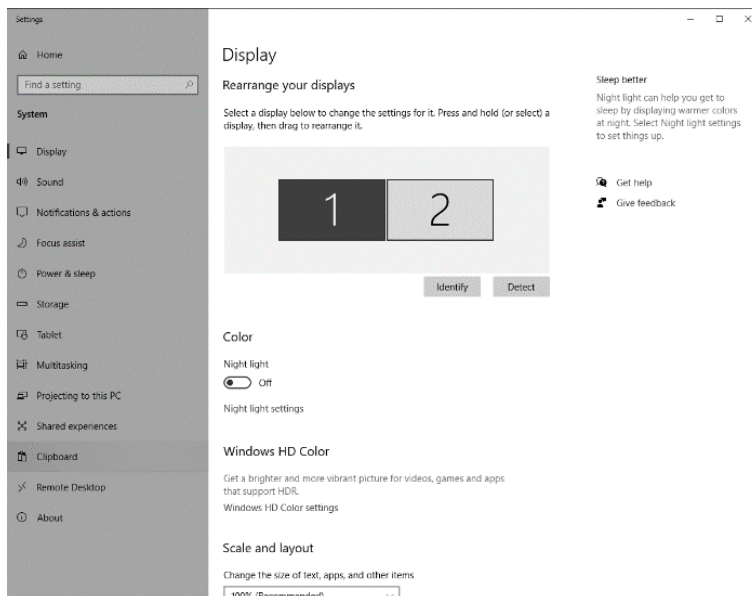 Settings
Home
Find a setting
System
Display
Sound
Notifications & actions
Focus assist
Power & sleep
Storage
Tablet
Multitasking
Projecting to this PC
Shared experiences
Clipboard
Remote Desktop
About
Display
Rearrange your displays
Select a display below to change the settings for it. Press and hold (or select) a
display, then drag to rearrange it.
1 2
Identify Detect
Color
Night light
Off
Night light settings
Windows HD Color
Get a brighter and more vibrant picture for videos, games and apps
that support HDR.
Windows HD Color settings
Scale and layout
Change the size of text, apps, and other items
100% (Recommended)
Sleep better
Night light can help you get to
sleep by displaying warmer colors
at night. Select Night light settings
to set things up.
Get help
Give feedback